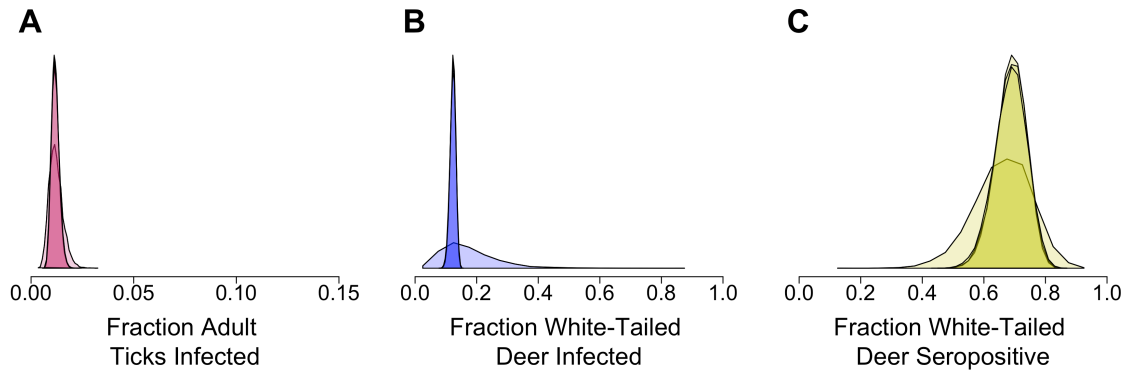 A
B
C
0.00 0.05 0.10 0.15
0.0 0.2 0.4 0.6 0.8 1.0
0.0 0.2 0.4 0.6 0.8 1.0
Fraction Adult
Ticks Infected
Fraction White-Tailed
Deer Infected
Fraction White-Tailed
Deer Seropositive